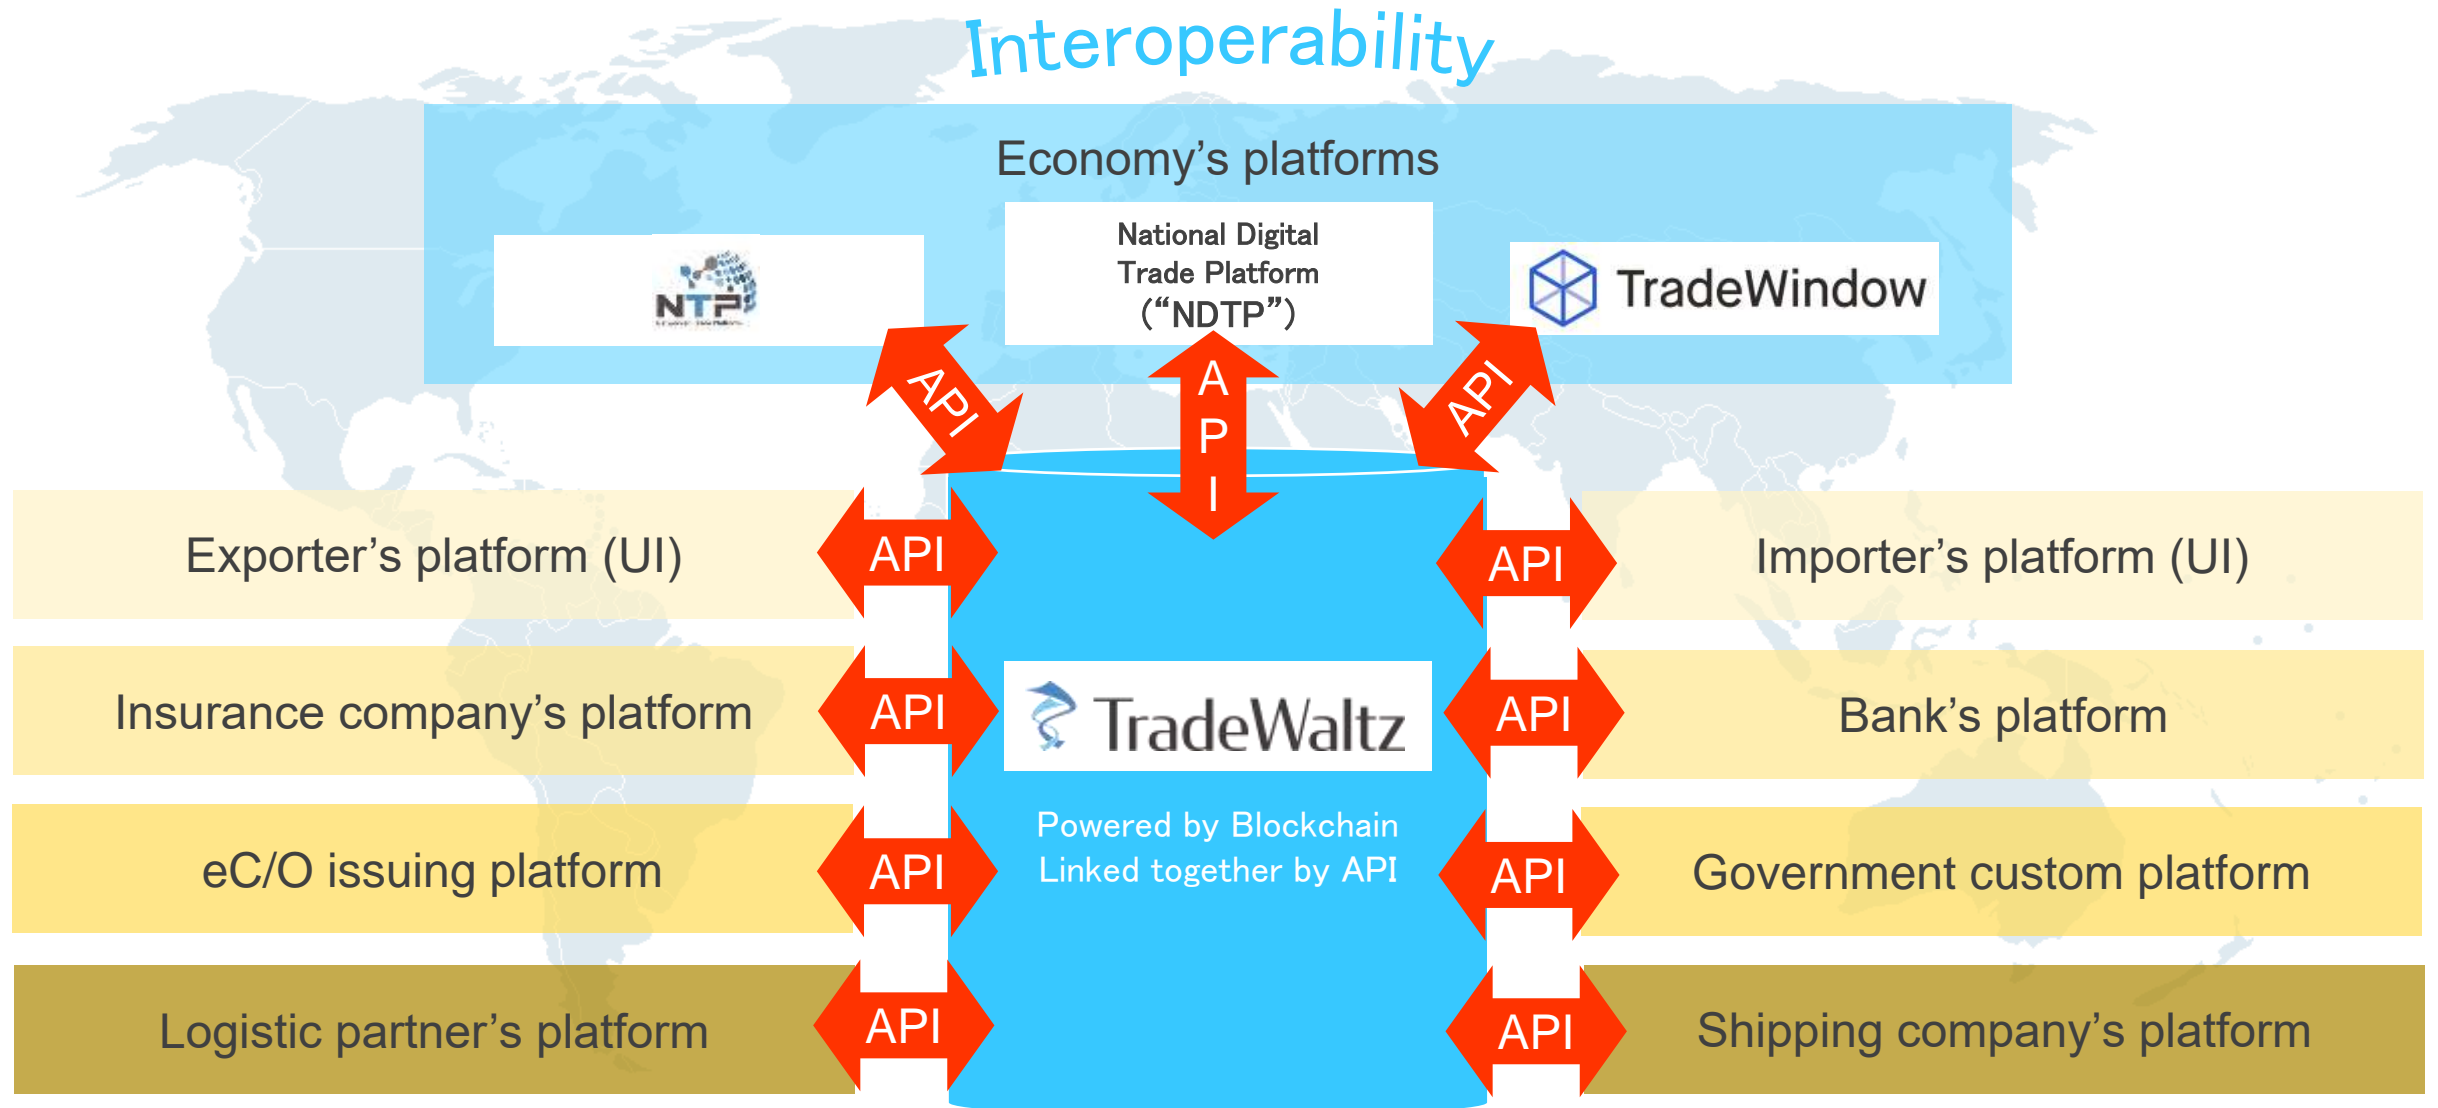 Interoperability
Economy’s platforms
NTP
National Digital
Trade Platform
(“NDTP”)
TradeWindow
API
A
P
I
API
Exporter’s platform (UI)
API
API
Importer’s platform (UI)
Insurance company’s platform
API
TradeWaltz
API
Bank’s platform
Powered by Blockchain
Linked together by API
eC/O issuing platform
API
API
Government custom platform
Logistic partner’s platform
API
API
Shipping company’s platform